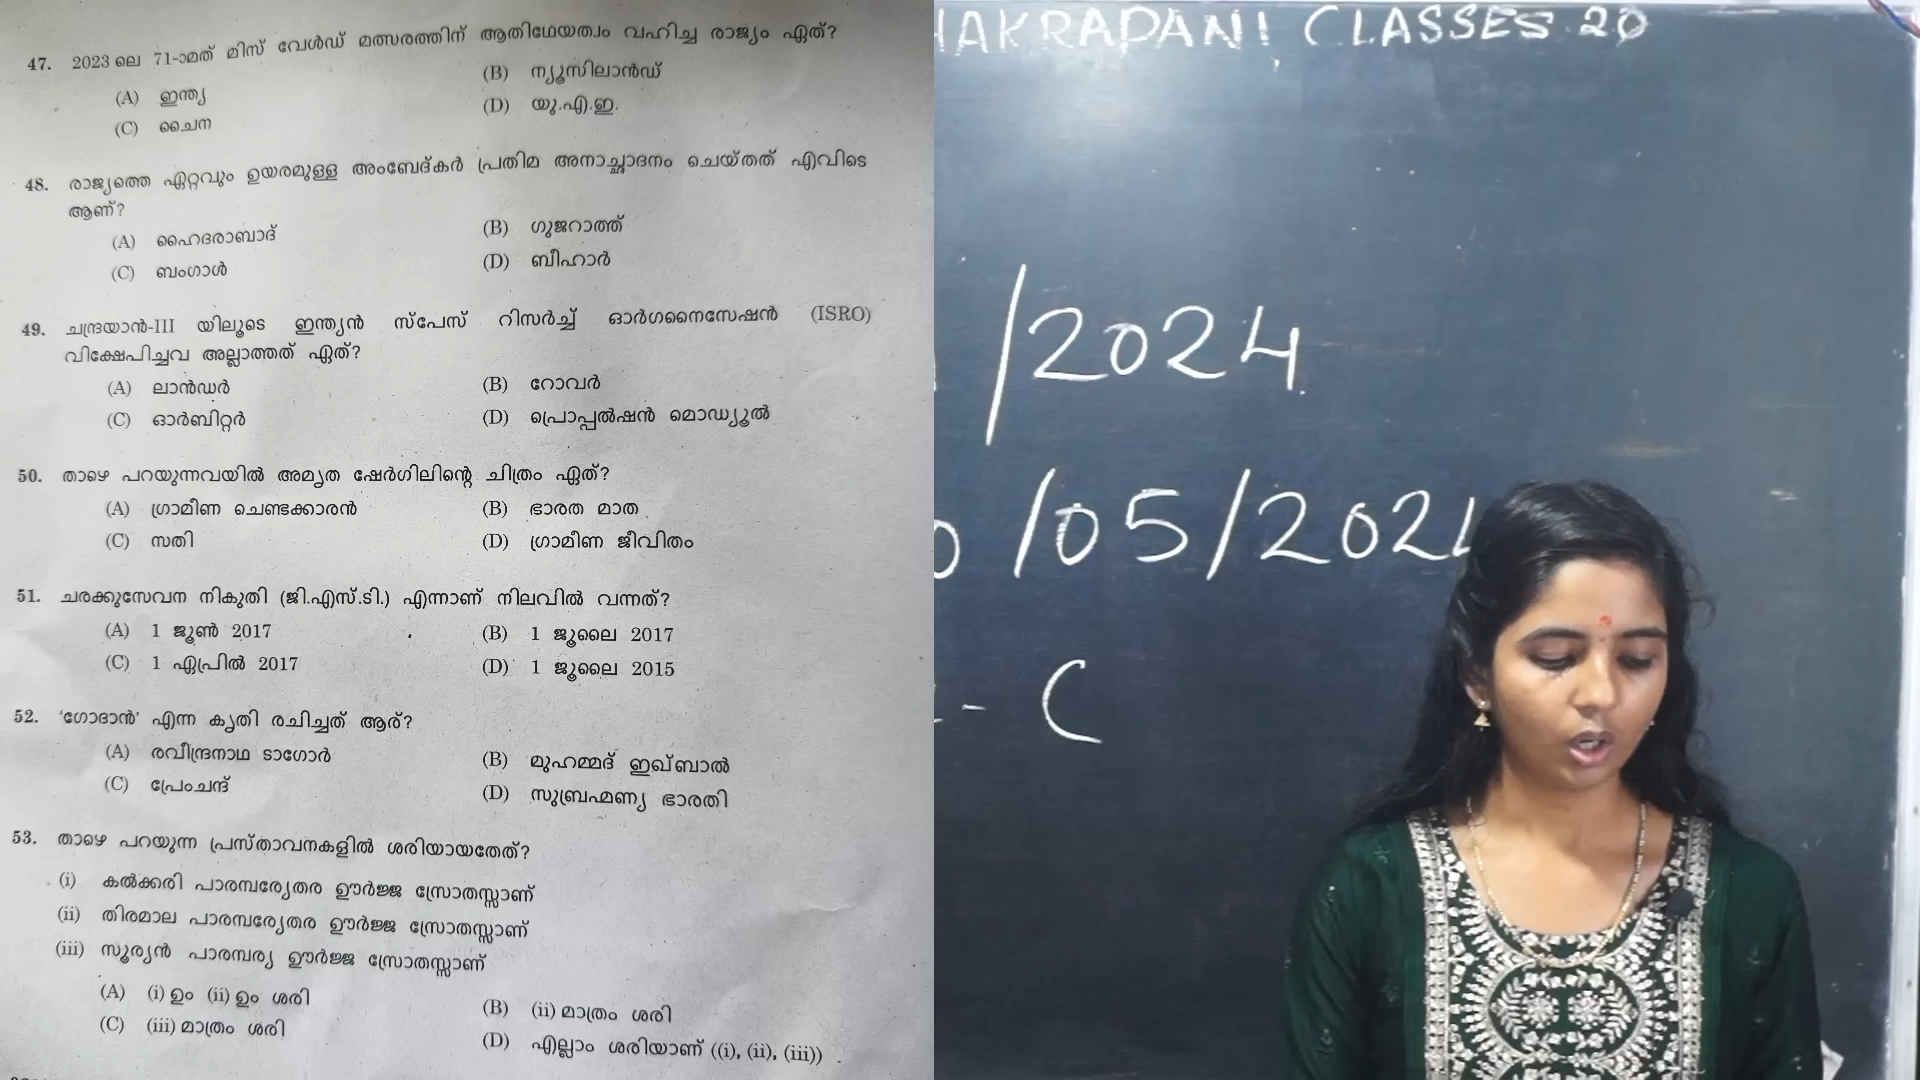 47. 2023 ലെ 71-ാമത് മിസ് വേൾഡ് മത്സരത്തിന് ആതിഥേയത്വം വഹിച്ച രാജ്യം ഏത്?
(A) ഇന്ത്യ (B) ന്യൂസിലാൻഡ്
(C) ചൈന (D) യു.എ.ഇ.
48. രാജ്യത്തെ ഏറ്റവും ഉയരമുള്ള അംബേദ്കർ പ്രതിമ അനാച്ഛാദനം ചെയ്തത് എവിടെ
ആണ്?
(A) ഹൈദരാബാദ് (B) ഗുജറാത്ത്
(C) ബംഗാൾ (D) ബീഹാർ
49. ചന്ദ്രയാൻ-III യിലൂടെ ഇന്ത്യൻ സ്പേസ് റിസർച്ച് ഓർഗനൈസേഷൻ (ISRO)
വിക്ഷേപിച്ചവ അല്ലാത്തത് ഏത്?
(A) ലാൻഡർ (B) റോവർ
(C) ഓർബിറ്റർ (D) പ്രൊപ്പൽഷൻ മൊഡ്യൂൽ
50. താഴെ പറയുന്നവയിൽ അമൃത ഷേർഗിലിന്റെ ചിത്രം ഏത്?
(A) ഗ്രാമീണ ചെണ്ടക്കാരൻ (B) ഭാരത മാത
(C) സതി (D) ഗ്രാമീണ ജീവിതം
51. ചരക്കുസേവന നികുതി (ജി.എസ്.ടി.) എന്നാണ് നിലവിൽ വന്നത്?
(A) 1 ജൂൺ 2017 (B) 1 ജൂലൈ 2017
(C) 1 ഏപ്രിൽ 2017 (D) 1 ജൂലൈ 2015
52. 'ഗോദാൻ' എന്ന കൃതി രചിച്ചത് ആര്?
(A) രവീന്ദ്രനാഥ ടാഗോർ (B) മുഹമ്മദ് ഇഖ്ബാൽ
(C) പ്രേംചന്ദ് (D) സുബ്രഹ്മണ്യ ഭാരതി
53. താഴെ പറയുന്ന പ്രസ്താവനകളിൽ ശരിയായതേത്?
(i) കൽക്കരി പാരമ്പര്യേതര ഊർജ്ജ സ്രോതസ്സാണ്
(ii) തിരമാല പാരമ്പര്യേതര ഊർജ്ജ സ്രോതസ്സാണ്
(iii) സൂര്യൻ പാരമ്പര്യ ഊർജ്ജ സ്രോതസ്സാണ്
(A) (i) ഉം (ii) ഉം ശരി (B) (ii) മാത്രം ശരി
(C) (iii) മാത്രം ശരി (D) എല്ലാം ശരിയാണ് ((i), (ii), (iii))
HAKRAPANI CLASSES 20
/2024
0 /05/2024
- C